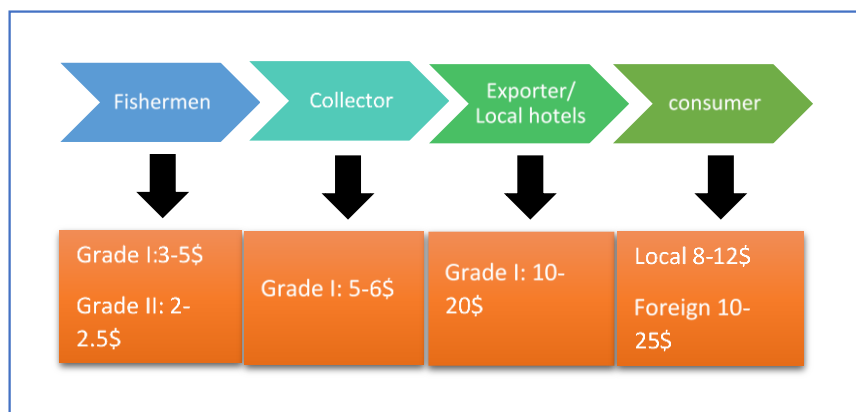 Fishermen
Collector
Exporter/
Local hotels
consumer
Grade I:3-5$
Grade II: 2-
2.5$
Grade I: 5-6$
Grade I: 10-
20$
Local 8-12$
Foreign 10-
25$